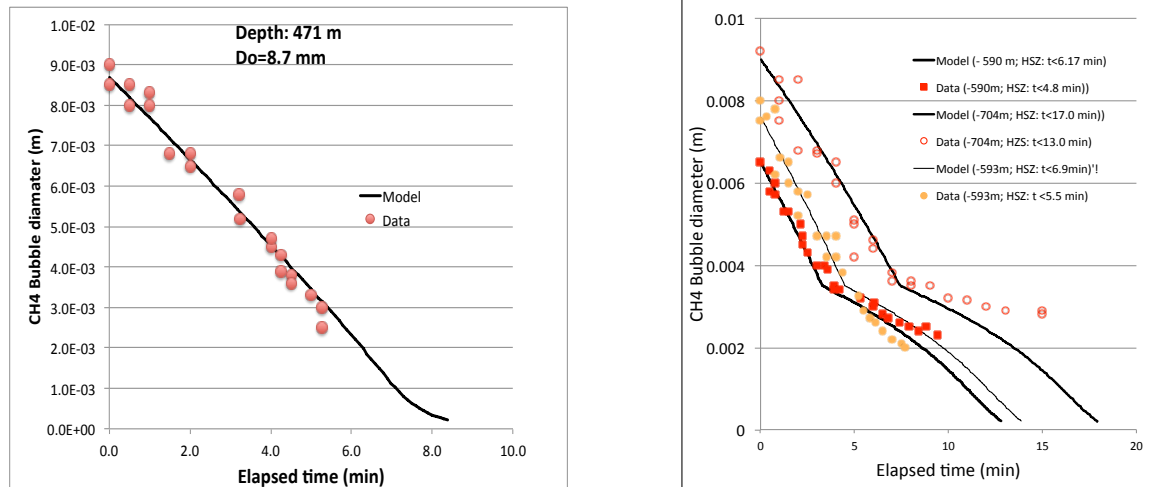 Depth: 471 m
Do=8.7 mm
CH4 Bubble diamater (m)
1.0E-02
9.0E-03
8.0E-03
7.0E-03
6.0E-03
5.0E-03
4.0E-03
3.0E-03
2.0E-03
1.0E-03
0.0E+00
Model
Data
0.0 2.0 4.0 6.0 8.0 10.0
Elapsed time (min)
CH4 Bubble diameter (m)
0.01
0.008
0.006
0.004
0.002
0
Model (- 590 m; HSZ: t<6.17 min)
Data (-590m; HSZ: t<4.8 min))
Model (-704m; HSZ: t<17.0 min))
Data (-704m; HZS: t<13.0 min)
Model (-593m; HSZ: t<6.9min)'!
Data (-593m; HSZ: t <5.5 min)
0 5 10 15 20
Elapsed time (min)